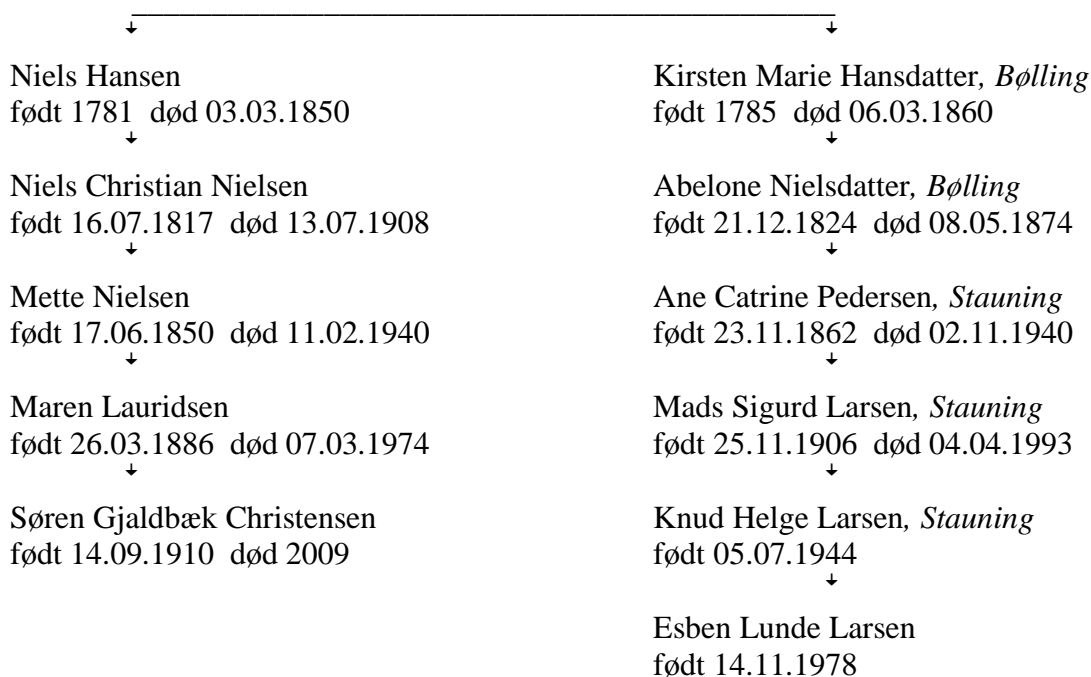 Niels Hansen
født 1781 død 03.03.1850
Niels Christian Nielsen
født 16.07.1817 død 13.07.1908
Mette Nielsen
født 17.06.1850 død 11.02.1940
Maren Lauridsen
født 26.03.1886 død 07.03.1974
Søren Gjaldbæk Christensen
født 14.09.1910 død 2009
Kirsten Marie Hansdatter, Bølling
født 1785 død 06.03.1860
Abelone Nielsdatter, Bølling
født 21.12.1824 død 08.05.1874
Ane Catrine Pedersen, Stauning
født 23.11.1862 død 02.11.1940
Mads Sigurd Larsen, Stauning
født 25.11.1906 død 04.04.1993
Knud Helge Larsen, Stauning
født 05.07.1944
Esben Lunde Larsen
født 14.11.1978